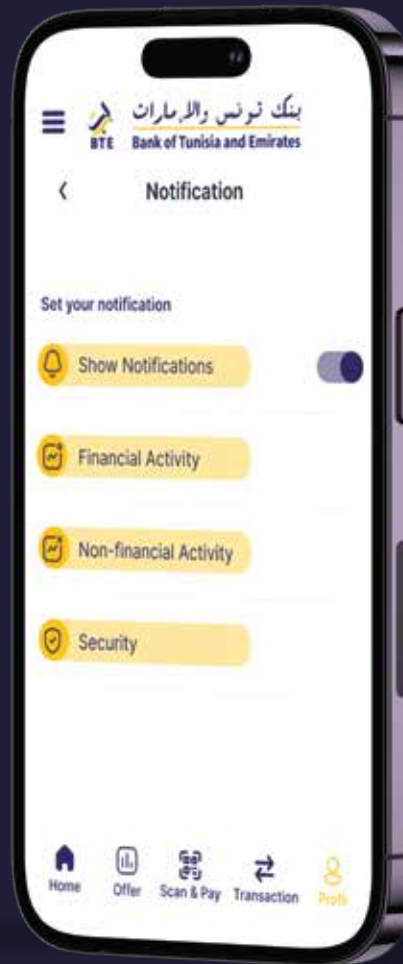 بنك تونس والإمارات
BTE Bank of Tunisia and Emirates
Notification
Set your notification
Show Notifications
Financial Activity
Non-financial Activity
Security
Home Offer Scan & Pay Transaction Profil